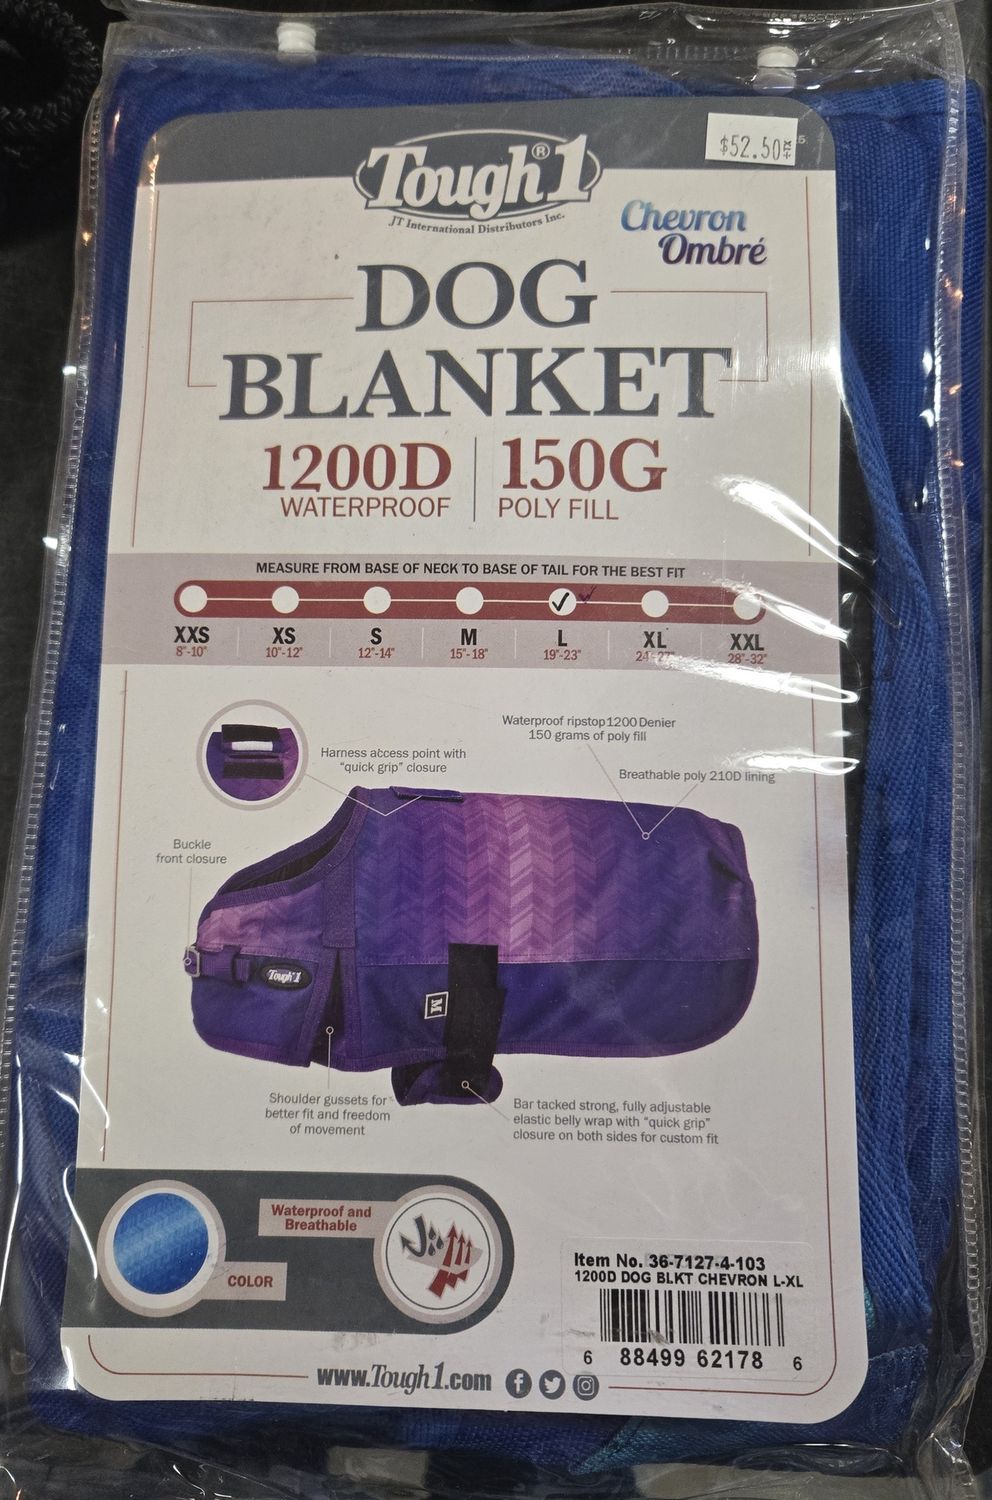 $52.50 +TX
Tough®1
JT International Distributors Inc.
Chevron
Ombré
DOG
BLANKET
1200D
WATERPROOF
150G
POLY FILL
MEASURE FROM BASE OF NECK TO BASE OF TAIL FOR THE BEST FIT
XXS XS S M L XL XXL
8"-10" 10"-12" 12"-14" 15"-18" 19"-23" 24"-27" 28"-32"
Waterproof ripstop 1200 Denier
150 grams of poly fill
Harness access point with
"quick grip" closure
Breathable poly 210D lining
Buckle
front closure
Tough1
M
Shoulder gussets for
better fit and freedom
of movement
Bar tacked strong, fully adjustable
elastic belly wrap with "quick grip"
closure on both sides for custom fit
Waterproof and
Breathable
COLOR
Item No. 36-7127-4-103
1200D DOG BLKT CHEVRON L-XL
6 88499 62178 6
www.Tough1.com